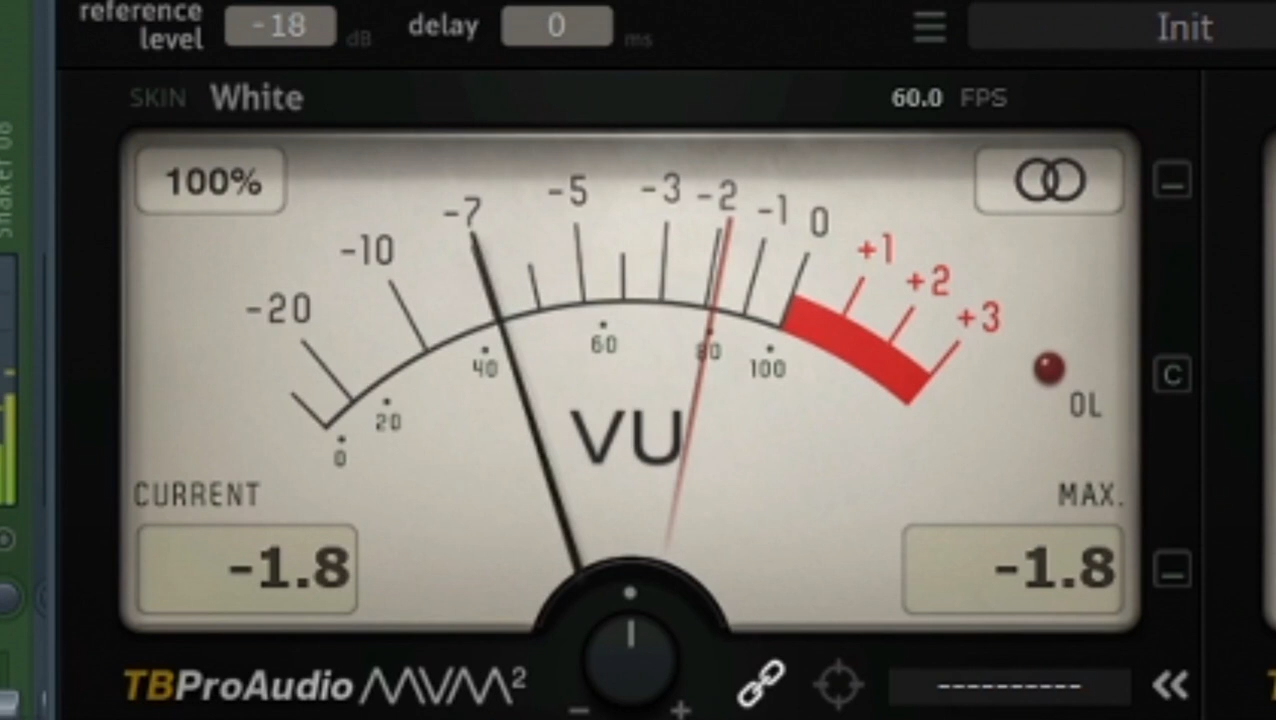 reference level -18 dB delay 0 ms Init
SKIN White 60.0 FPS
100%
-20 -10 -7 -5 -3 -2 -1 0 +1 +2 +3
0 20 40 60 80 100
VU
OL
C
CURRENT MAX.
-1.8 -1.8
TBProAudio MVM²
- + ----------